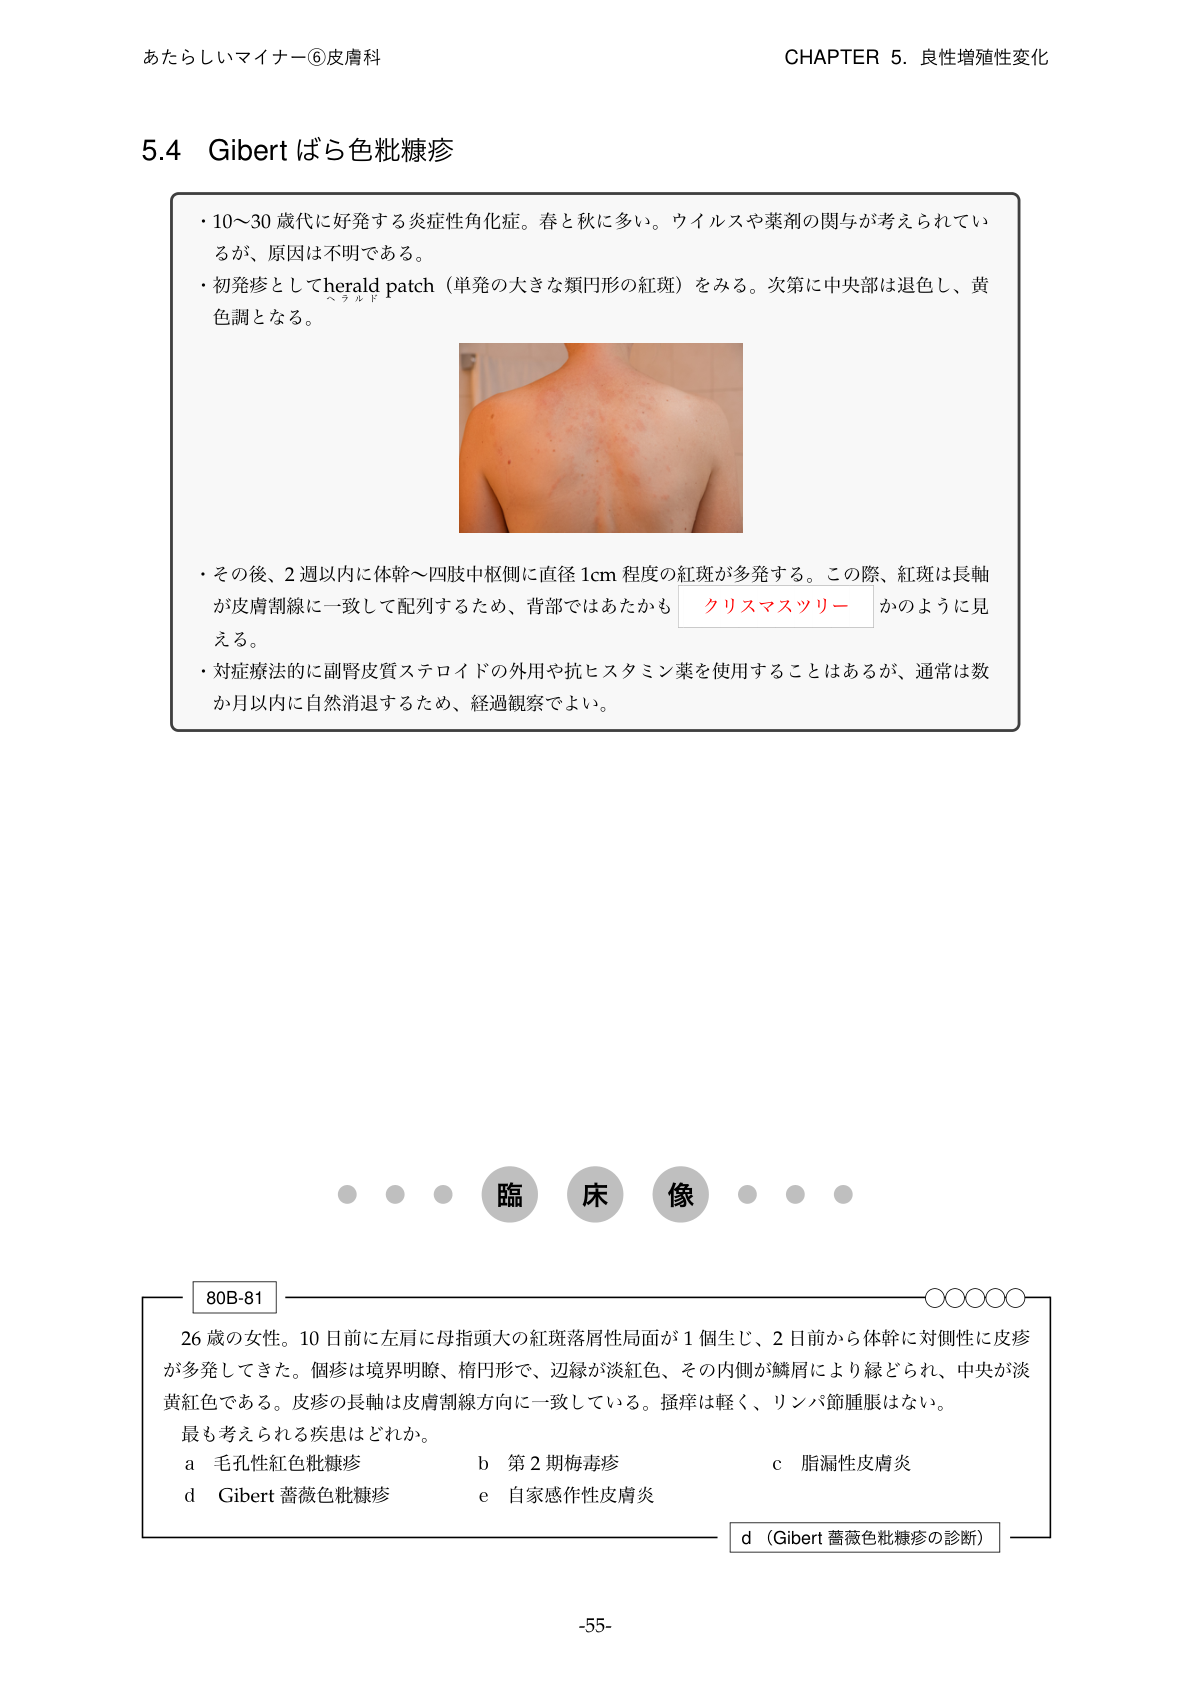 あたらしいマイナー⑥皮膚科 CHAPTER 5. 良性増殖性変化
5.4 Gibert ばら色粃糠疹
・10〜30 歳代に好発する炎症性角化症。春と秋に多い。ウイルスや薬剤の関与が考えられてい
るが、原因は不明である。
・初発疹としてherald patch（単発の大きな類円形の紅斑）をみる。次第に中央部は退色し、黄
ヘラルド
色調となる。
・その後、2 週以内に体幹〜四肢中枢側に直径 1cm 程度の紅斑が多発する。この際、紅斑は長軸
が皮膚割線に一致して配列するため、背部ではあたかも クリスマスツリー かのように見
える。
・対症療法的に副腎皮質ステロイドの外用や抗ヒスタミン薬を使用することはあるが、通常は数
か月以内に自然消退するため、経過観察でよい。
臨 床 像
80B-81 ○○○○○
26 歳の女性。10 日前に左肩に母指頭大の紅斑落屑性局面が 1 個生じ、2 日前から体幹に対側性に皮疹
が多発してきた。個疹は境界明瞭、楕円形で、辺縁が淡紅色、その内側が鱗屑により縁どられ、中央が淡
黄紅色である。皮疹の長軸は皮膚割線方向に一致している。掻痒は軽く、リンパ節腫脹はない。
最も考えられる疾患はどれか。
a 毛孔性紅色粃糠疹 b 第 2 期梅毒疹 c 脂漏性皮膚炎
d Gibert 薔薇色粃糠疹 e 自家感作性皮膚炎
d （Gibert 薔薇色粃糠疹の診断）
-55-